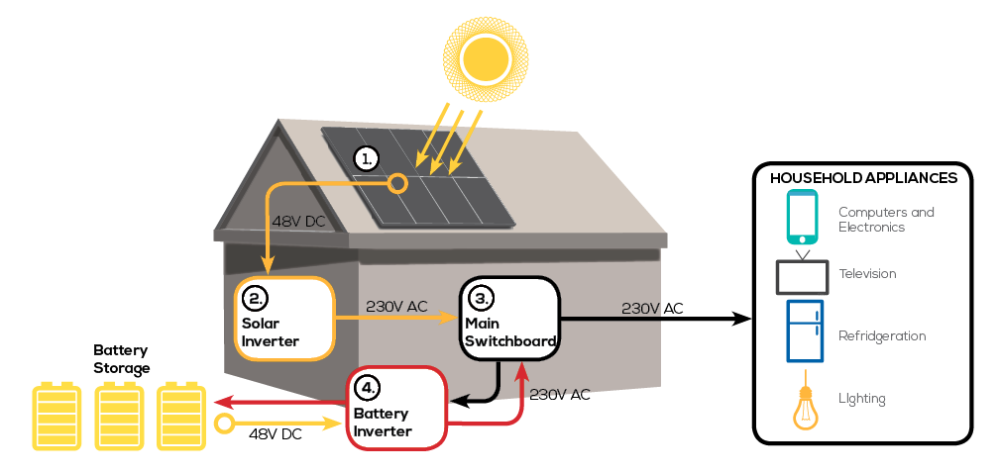 1.
48V DC
2.
Solar
Inverter
230V AC
3.
Main
Switchboard
230V AC
HOUSEHOLD APPLIANCES
Computers and
Electronics
Television
Refridgeration
LIghting
Battery
Storage
4.
Battery
Inverter
230V AC
48V DC